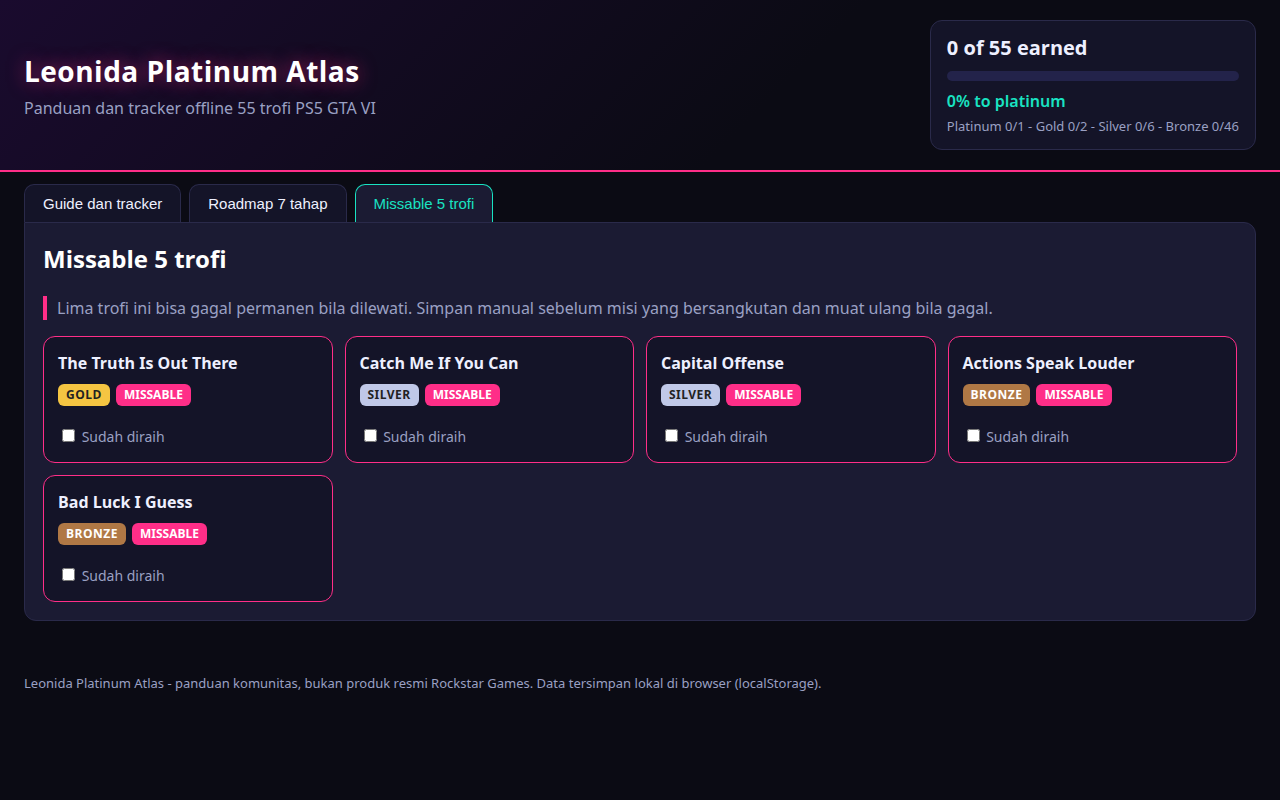 Leonida Platinum Atlas
Panduan dan tracker offline 55 trofi PS5 GTA VI
0 of 55 earned
0% to platinum
Platinum 0/1 - Gold 0/2 - Silver 0/6 - Bronze 0/46
Guide dan tracker
Roadmap 7 tahap
Missable 5 trofi
Missable 5 trofi
Lima trofi ini bisa gagal permanen bila dilewati. Simpan manual sebelum misi yang bersangkutan dan muat ulang bila gagal.
The Truth Is Out There
GOLD MISSABLE
Sudah diraih
Catch Me If You Can
SILVER MISSABLE
Sudah diraih
Capital Offense
SILVER MISSABLE
Sudah diraih
Actions Speak Louder
BRONZE MISSABLE
Sudah diraih
Bad Luck I Guess
BRONZE MISSABLE
Sudah diraih
Leonida Platinum Atlas - panduan komunitas, bukan produk resmi Rockstar Games. Data tersimpan lokal di browser (localStorage).